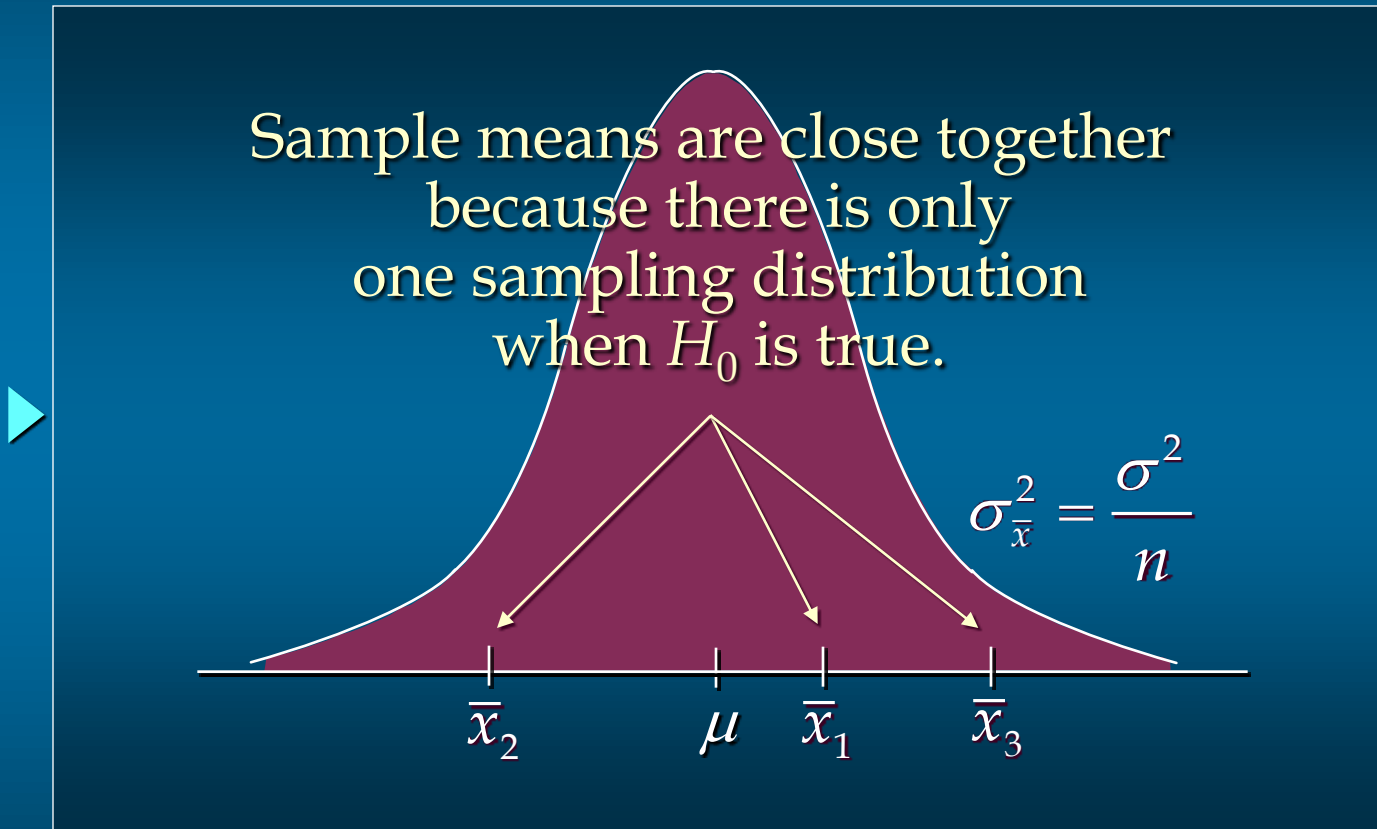 Sample means are close together
because there is only
one sampling distribution
when H₀ is true.
σ²x̅ = σ²/n
x̅₂ μ x̅₁ x̅₃